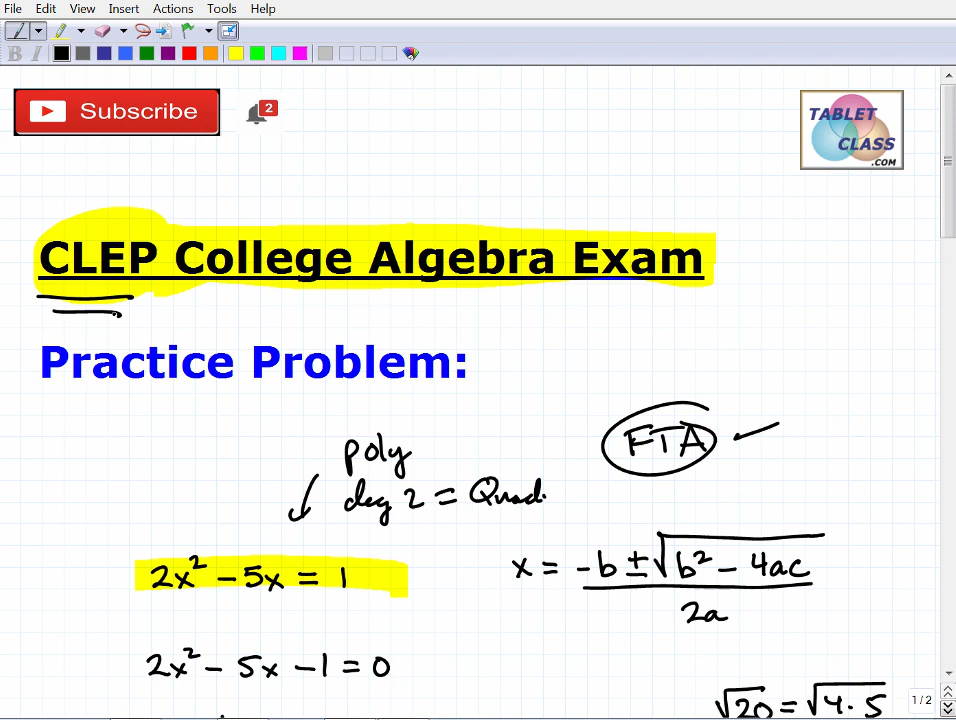 File Edit View Insert Actions Tools Help
B I
Subscribe
2
TABLET
CLASS
.COM
CLEP College Algebra Exam
Practice Problem:
FTA ✓
poly
deg 2 = Quad.
2x² - 5x = 1
x = -b ± √b² - 4ac
2a
2x² - 5x - 1 = 0
√20 = √4·5
1 / 2